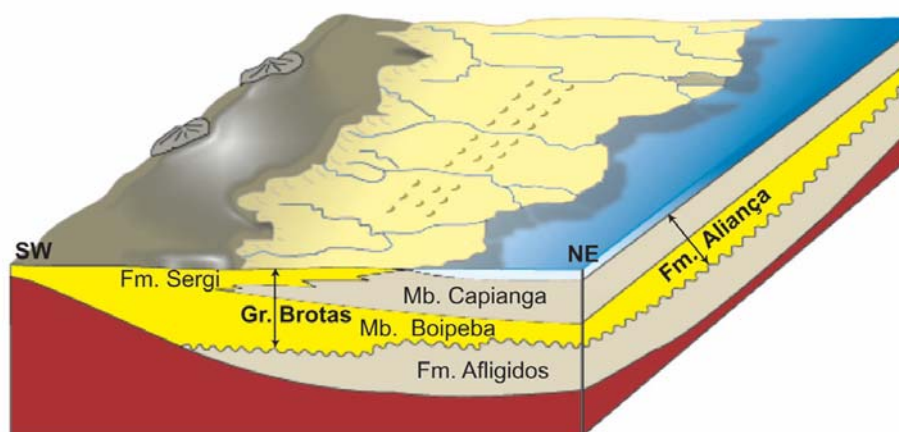 SW
NE
Fm. Aliança
Fm. Sergi
Mb. Capianga
Gr. Brotas
Mb. Boipeba
Fm. Afligidos